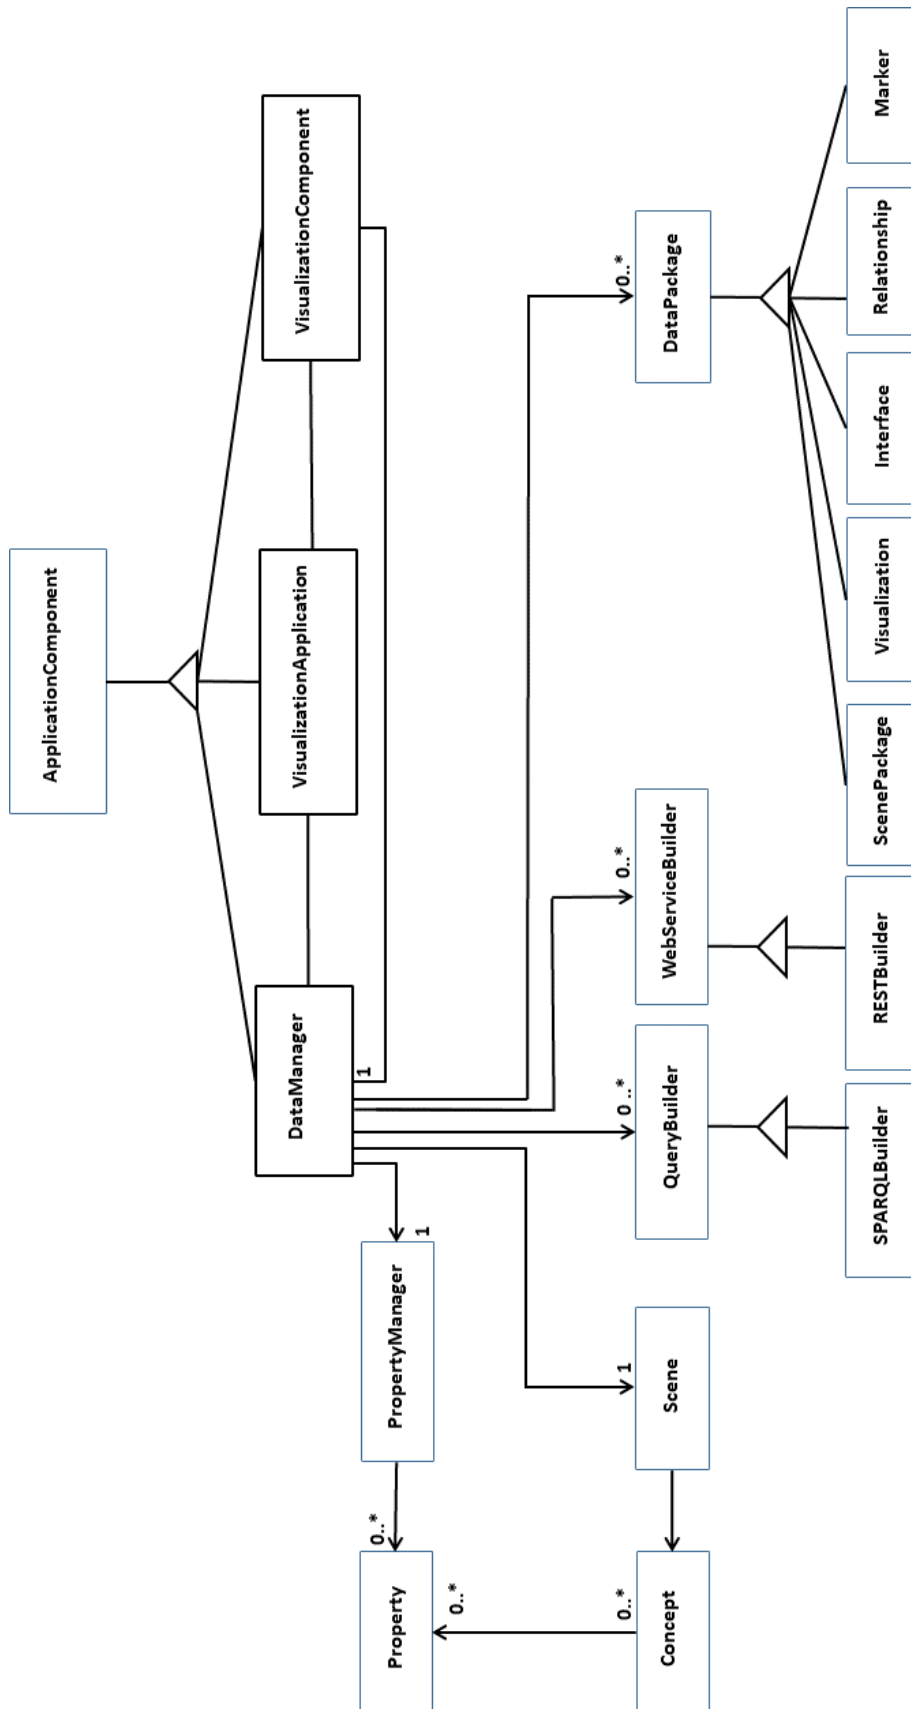 ApplicationComponent
DataManager
VisualizationApplication
VisualizationComponent
1
1
PropertyManager
0..*
Property
0..*
0..*
Concept
1
Scene
0 ..*
QueryBuilder
0..*
WebServiceBuilder
0..*
DataPackage
SPARQLBuilder
RESTBuilder
ScenePackage
Visualization
Interface
Relationship
Marker